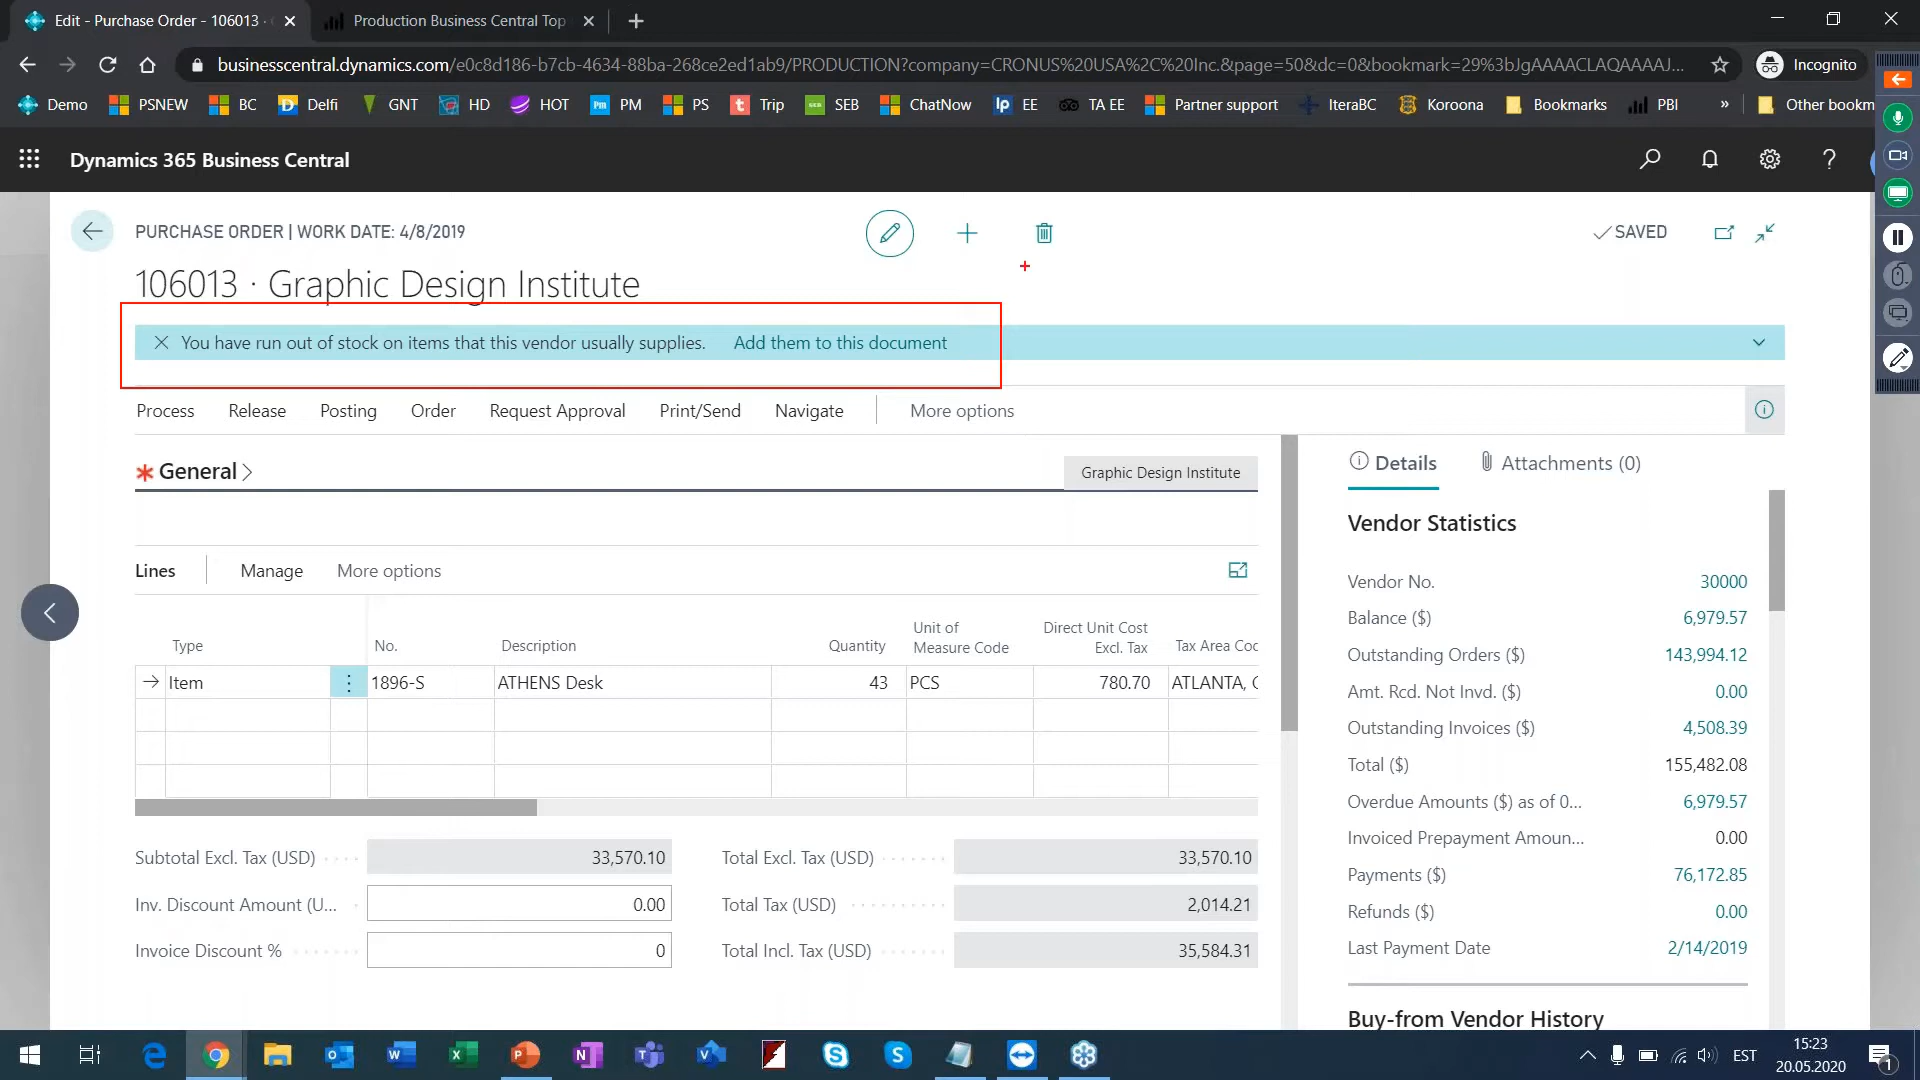 Edit - Purchase Order - 106013 ·
Production Business Central Top
businesscentral.dynamics.com/e0c8d186-b7cb-4634-88ba-268ce2ed1ab9/PRODUCTION?company=CRONUS%20USA%2C%20Inc.&page=50&dc=0&bookmark=29%3bJgAAAACLAQAAAAJ...
Incognito
Demo PSNEW BC Delfi GNT HD HOT PM PS Trip SEB ChatNow EE TA EE Partner support IteraBC Koroona Bookmarks PBI » Other bookm
Dynamics 365 Business Central
PURCHASE ORDER | WORK DATE: 4/8/2019
SAVED
106013 · Graphic Design Institute
You have run out of stock on items that this vendor usually supplies. Add them to this document
Process Release Posting Order Request Approval Print/Send Navigate More options
General
Graphic Design Institute
Lines Manage More options
Type No. Description Quantity Unit of Measure Code Direct Unit Cost Excl. Tax Tax Area Coc
Item 1896-S ATHENS Desk 43 PCS 780.70 ATLANTA, G
Subtotal Excl. Tax (USD) 33,570.10 Total Excl. Tax (USD) 33,570.10
Inv. Discount Amount (U... 0.00 Total Tax (USD) 2,014.21
Invoice Discount % 0 Total Incl. Tax (USD) 35,584.31
Details Attachments (0)
Vendor Statistics
Vendor No. 30000
Balance ($) 6,979.57
Outstanding Orders ($) 143,994.12
Amt. Rcd. Not Invd. ($) 0.00
Outstanding Invoices ($) 4,508.39
Total ($) 155,482.08
Overdue Amounts ($) as of 0... 6,979.57
Invoiced Prepayment Amoun... 0.00
Payments ($) 76,172.85
Refunds ($) 0.00
Last Payment Date 2/14/2019
Buy-from Vendor History
EST
15:23
20.05.2020
1